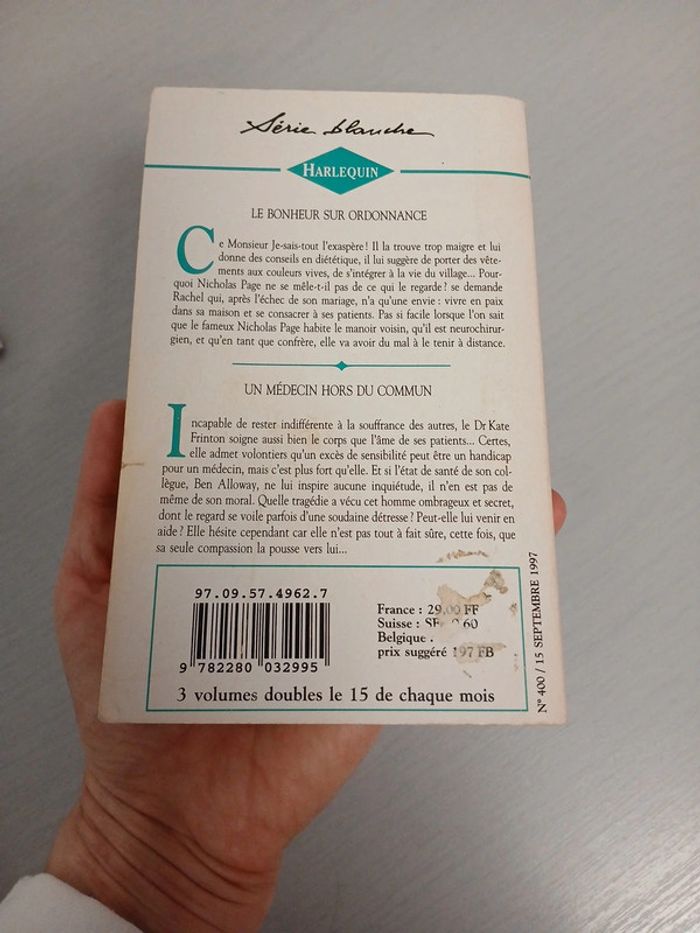 Série blanche
HARLEQUIN
LE BONHEUR SUR ORDONNANCE
Ce Monsieur Je-sais-tout l'exaspère ! Il la trouve trop maigre et lui
donne des conseils en diététique, il lui suggère de porter des vête-
ments aux couleurs vives, de s'intégrer à la vie du village... Pour-
quoi Nicholas Page ne se mêle-t-il pas de ce qui le regarde ? se demande
Rachel qui, après l'échec de son mariage, n'a qu'une envie : vivre en paix
dans sa maison et se consacrer à ses patients. Pas si facile lorsque l'on sait
que le fameux Nicholas Page habite le manoir voisin, qu'il est neurochirur-
gien, et qu'en tant que confrère, elle va avoir du mal à le tenir à distance.
UN MÉDECIN HORS DU COMMUN
Incapable de rester indifférente à la souffrance des autres, le Dr Kate
Frinton soigne aussi bien le corps que l'âme de ses patients... Certes,
elle admet volontiers qu'un excès de sensibilité peut être un handicap
pour un médecin, mais c'est plus fort qu'elle. Et si l'état de santé de son col-
lègue, Ben Alloway, ne lui inspire aucune inquiétude, il n'en est pas de
même de son moral. Quelle tragédie a vécu cet homme ombrageux et secret,
dont le regard se voile parfois d'une soudaine détresse ? Peut-elle lui venir en
aide ? Elle hésite cependant car elle n'est pas tout à fait sûre, cette fois, que
sa seule compassion la pousse vers lui...
97.09.57.4962.7
9 782280 032995
France : 29.00 FF
Suisse : 60
Belgique :
prix suggéré 197 FB
3 volumes doubles le 15 de chaque mois
N° 400 / 15 SEPTEMBRE 1997